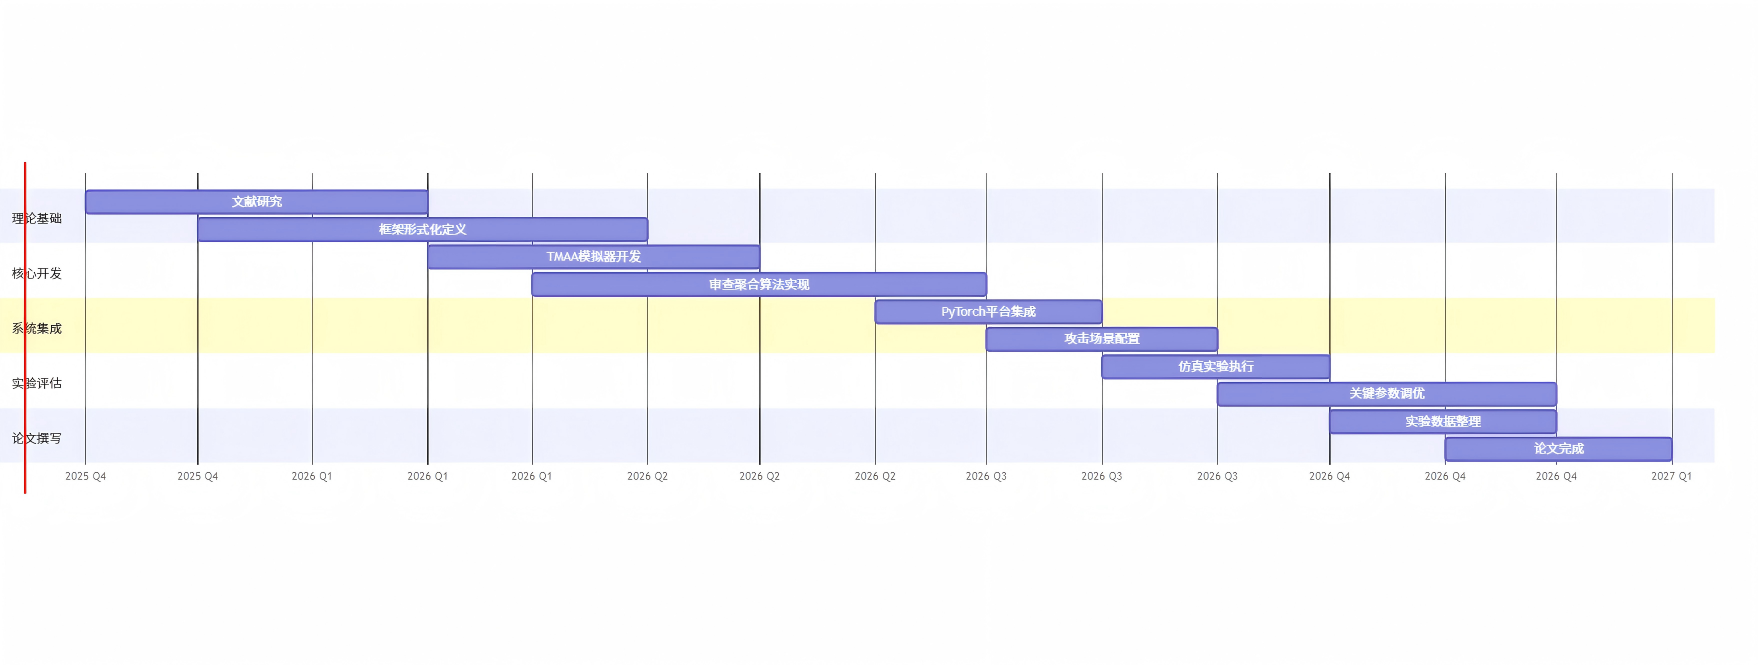 文献研究
理论基础
框架形式化定义
TMAA模拟器开发
核心开发
审查聚合算法实现
PyTorch平台集成
系统集成
攻击场景配置
仿真实验执行
实验评估
关键参数调优
实验数据整理
论文撰写
论文完成
2025 Q4 2025 Q4 2026 Q1 2026 Q1 2026 Q1 2026 Q2 2026 Q2 2026 Q2 2026 Q3 2026 Q3 2026 Q3 2026 Q4 2026 Q4 2026 Q4 2027 Q1